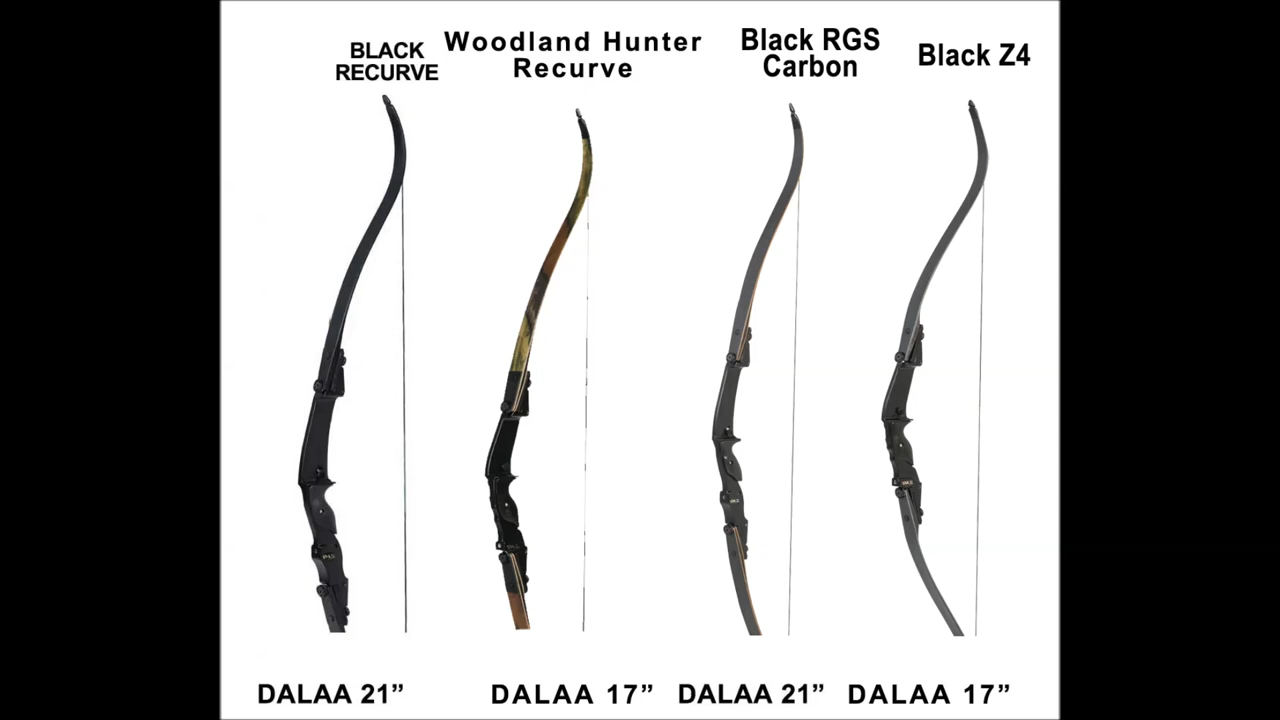 BLACK
RECURVE
Woodland Hunter
Recurve
Black RGS
Carbon
Black Z4
DALAA 21”
DALAA 17”
DALAA 21”
DALAA 17”